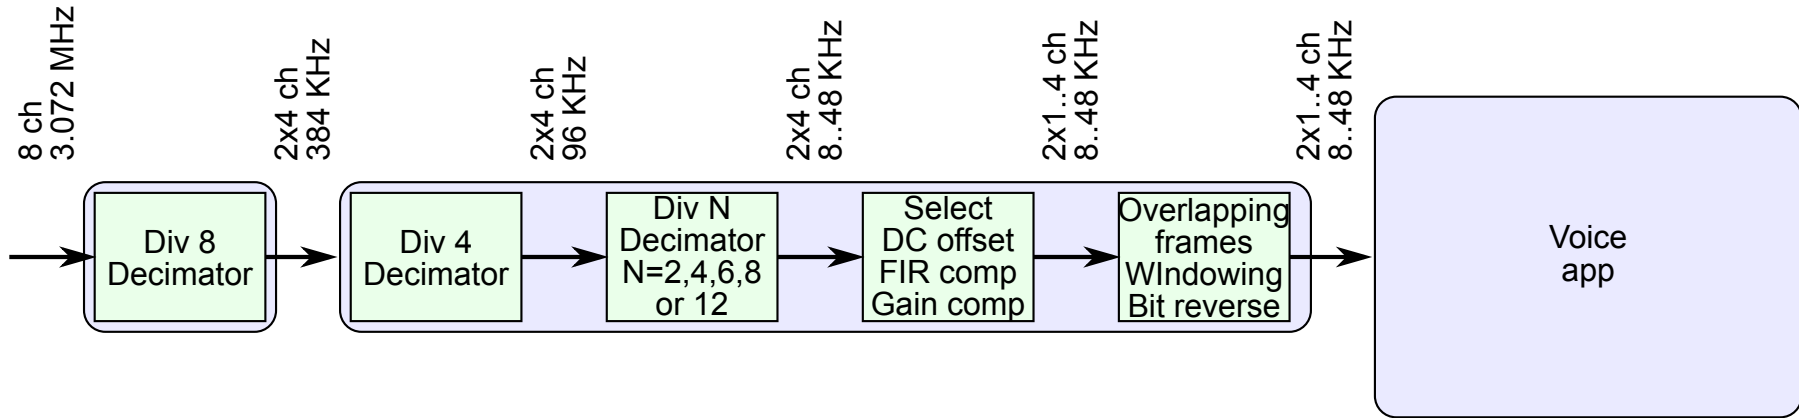 8 ch
3.072 MHz
2x4 ch
384 KHz
2x4 ch
96 KHz
2x4 ch
8..48 KHz
2x1..4 ch
8..48 KHz
2x1..4 ch
8..48 KHz
Div 8
Decimator
Div 4
Decimator
Div N
Decimator
N=2,4,6,8
or 12
Select
DC offset
FIR comp
Gain comp
Overlapping
frames
WIndowing
Bit reverse
Voice
app